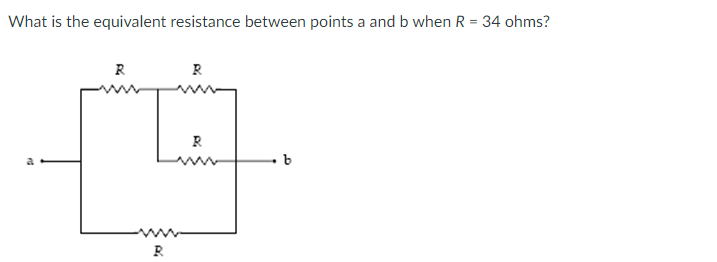 What is the equivalent resistance between points a and b when R = 34 ohms?
R R
R
a b
R